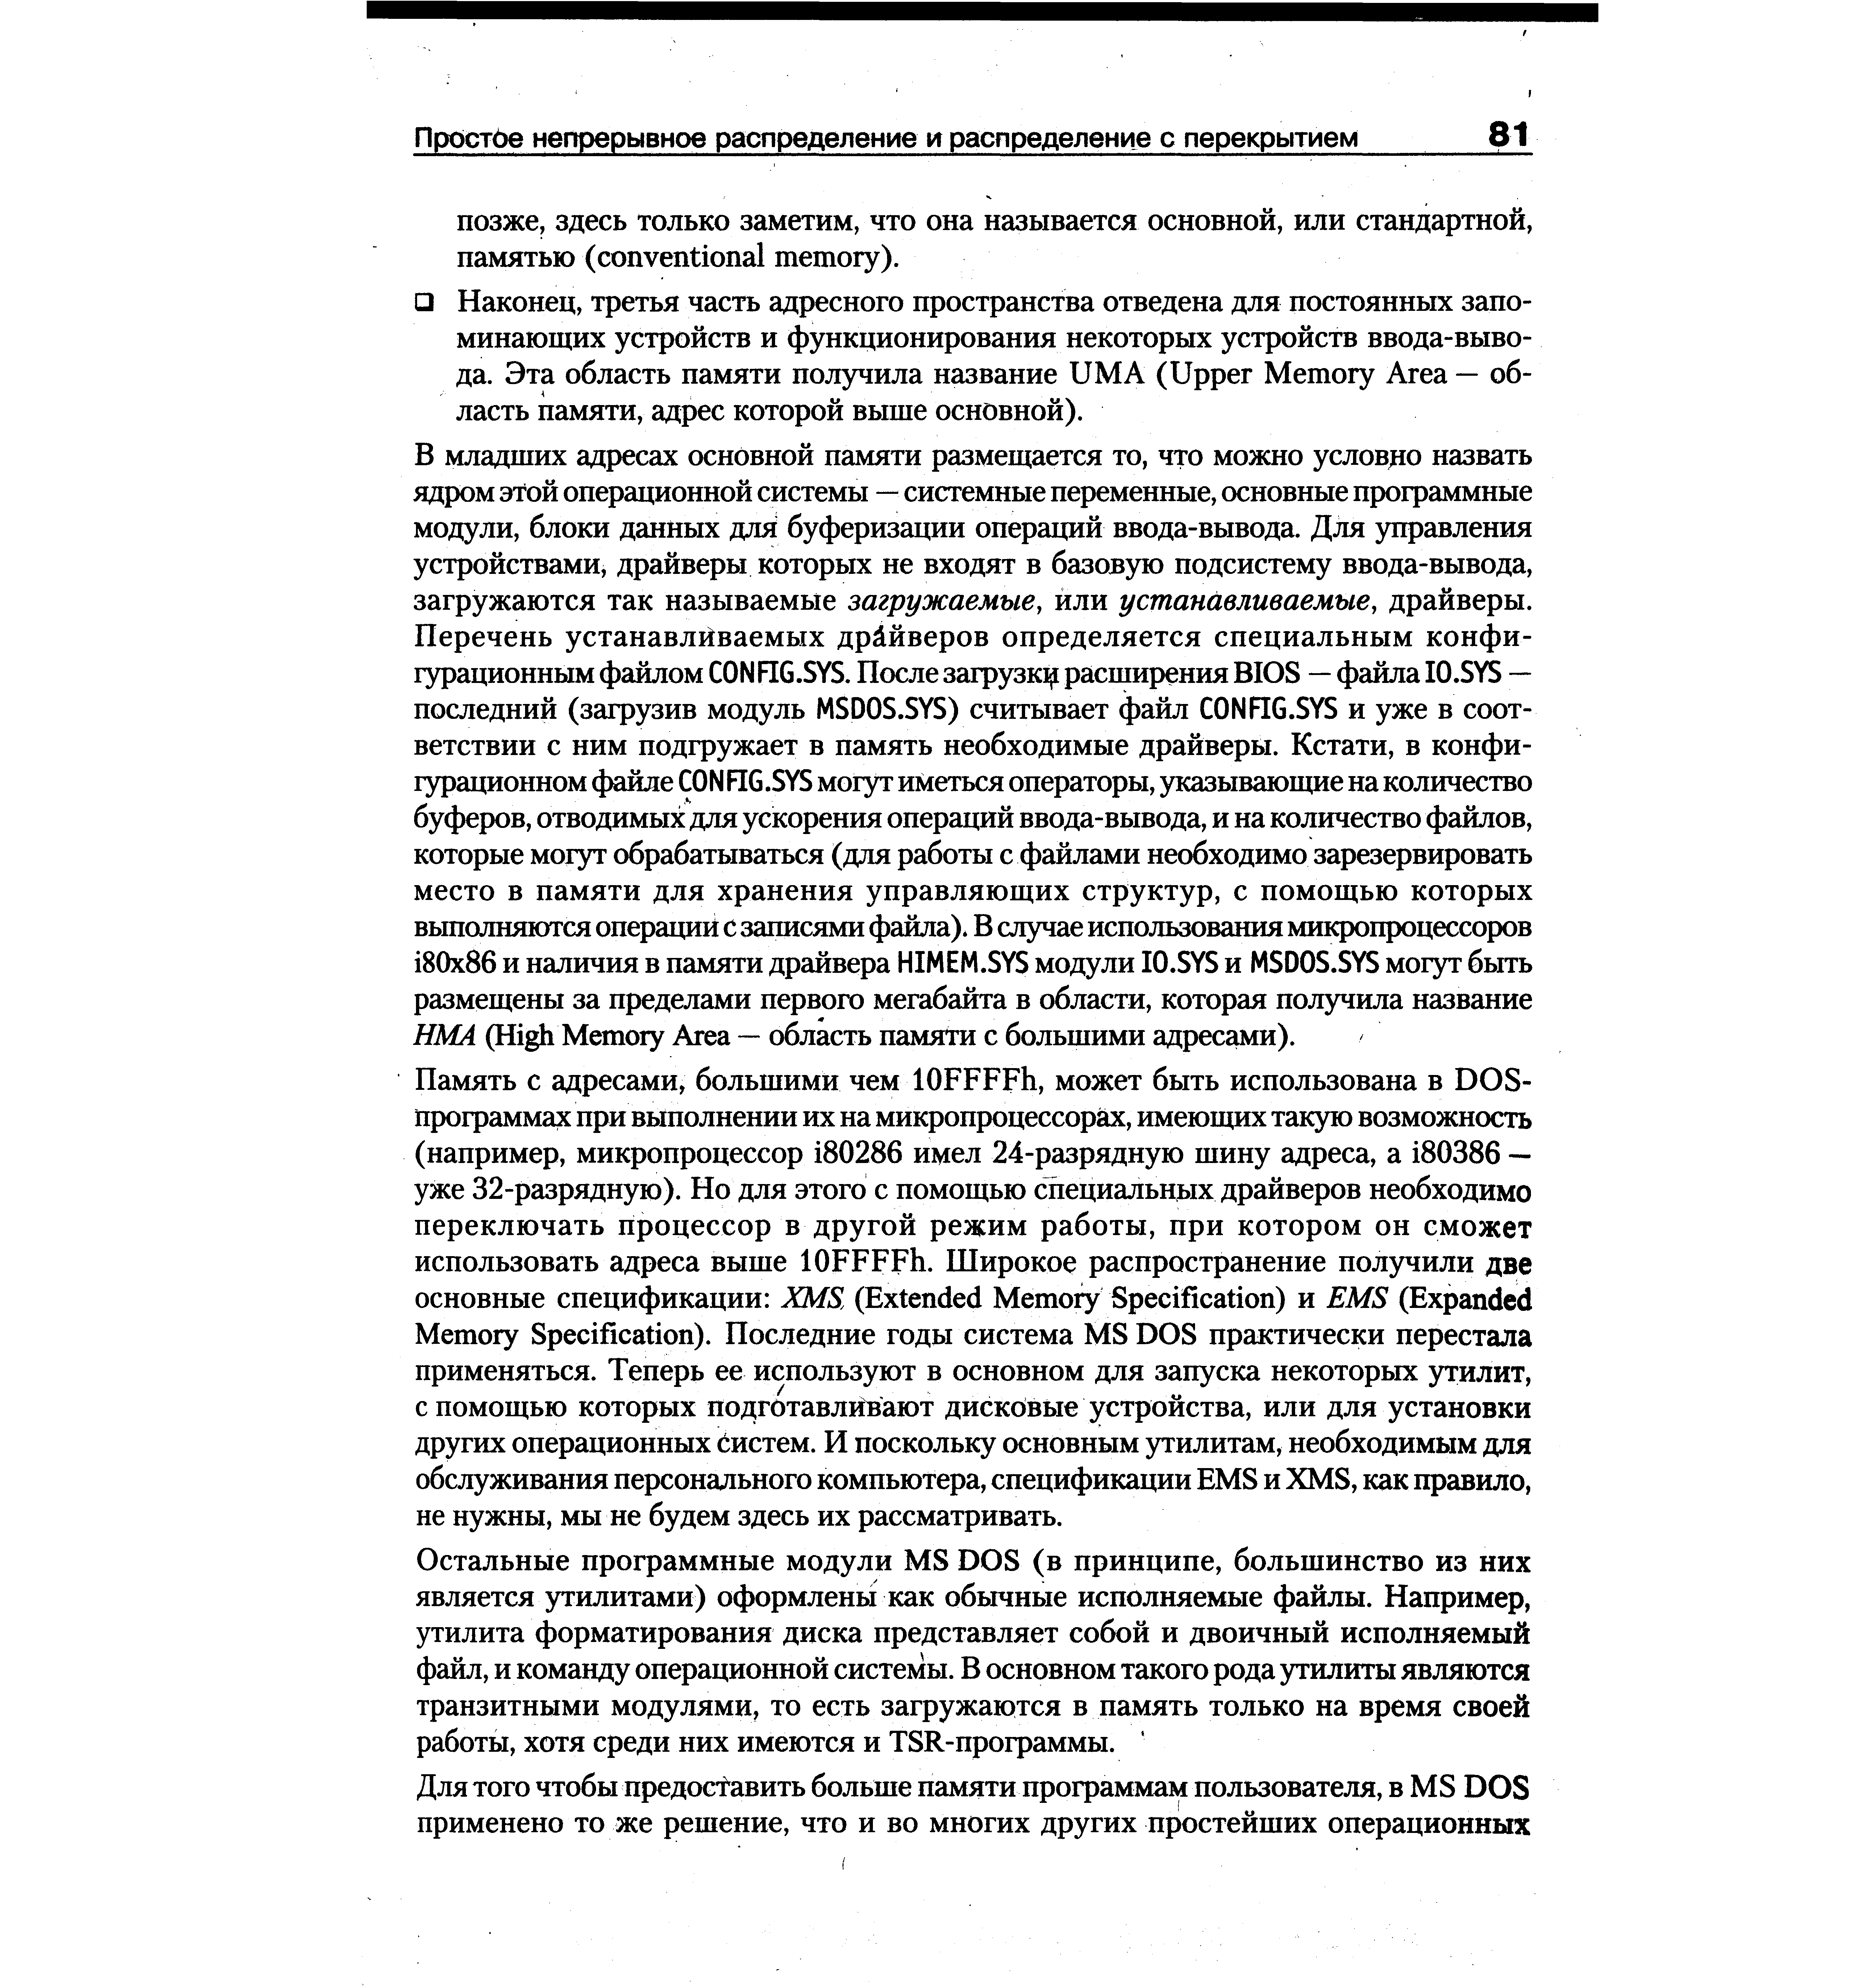 Простое непрерывное распределение и распределение с перекрытием 81
позже, здесь только заметим, что она называется основной, или стандартной,
памятью (conventional memory).
❑ Наконец, третья часть адресного пространства отведена для постоянных запо-
минающих устройств и функционирования некоторых устройств ввода-выво-
да. Эта область памяти получила название UMA (Upper Memory Area — об-
ласть памяти, адрес которой выше основной).
В младших адресах основной памяти размещается то, что можно условно назвать
ядром этой операционной системы — системные переменные, основные программные
модули, блоки данных для буферизации операций ввода-вывода. Для управления
устройствами, драйверы которых не входят в базовую подсистему ввода-вывода,
загружаются так называемые загружаемые, или устанавливаемые, драйверы.
Перечень устанавливаемых драйверов определяется специальным конфи-
гурационным файлом CONFIG.SYS. После загрузки расширения BIOS — файла IO.SYS —
последний (загрузив модуль MSDOS.SYS) считывает файл CONFIG.SYS и уже в соот-
ветствии с ним подгружает в память необходимые драйверы. Кстати, в конфи-
гурационном файле CONFIG.SYS могут иметься операторы, указывающие на количество
буферов, отводимых для ускорения операций ввода-вывода, и на количество файлов,
которые могут обрабатываться (для работы с файлами необходимо зарезервировать
место в памяти для хранения управляющих структур, с помощью которых
выполняются операции с записями файла). В случае использования микропроцессоров
i80x86 и наличия в памяти драйвера HIMEM.SYS модули IO.SYS и MSDOS.SYS могут быть
размещены за пределами первого мегабайта в области, которая получила название
HMA (High Memory Area — область памяти с большими адресами).
Память с адресами, большими чем 10FFFFh, может быть использована в DOS-
программах при выполнении их на микропроцессорах, имеющих такую возможность
(например, микропроцессор i80286 имел 24-разрядную шину адреса, а i80386 —
уже 32-разрядную). Но для этого с помощью специальных драйверов необходимо
переключать процессор в другой режим работы, при котором он сможет
использовать адреса выше 10FFFFh. Широкое распространение получили две
основные спецификации: XMS (Extended Memory Specification) и EMS (Expanded
Memory Specification). Последние годы система MS DOS практически перестала
применяться. Теперь ее используют в основном для запуска некоторых утилит,
с помощью которых подготавливают дисковые устройства, или для установки
других операционных систем. И поскольку основным утилитам, необходимым для
обслуживания персонального компьютера, спецификации EMS и XMS, как правило,
не нужны, мы не будем здесь их рассматривать.
Остальные программные модули MS DOS (в принципе, большинство из них
является утилитами) оформлены как обычные исполняемые файлы. Например,
утилита форматирования диска представляет собой и двоичный исполняемый
файл, и команду операционной системы. В основном такого рода утилиты являются
транзитными модулями, то есть загружаются в память только на время своей
работы, хотя среди них имеются и TSR-программы.
Для того чтобы предоставить больше памяти программам пользователя, в MS DOS
применено то же решение, что и во многих других простейших операционных